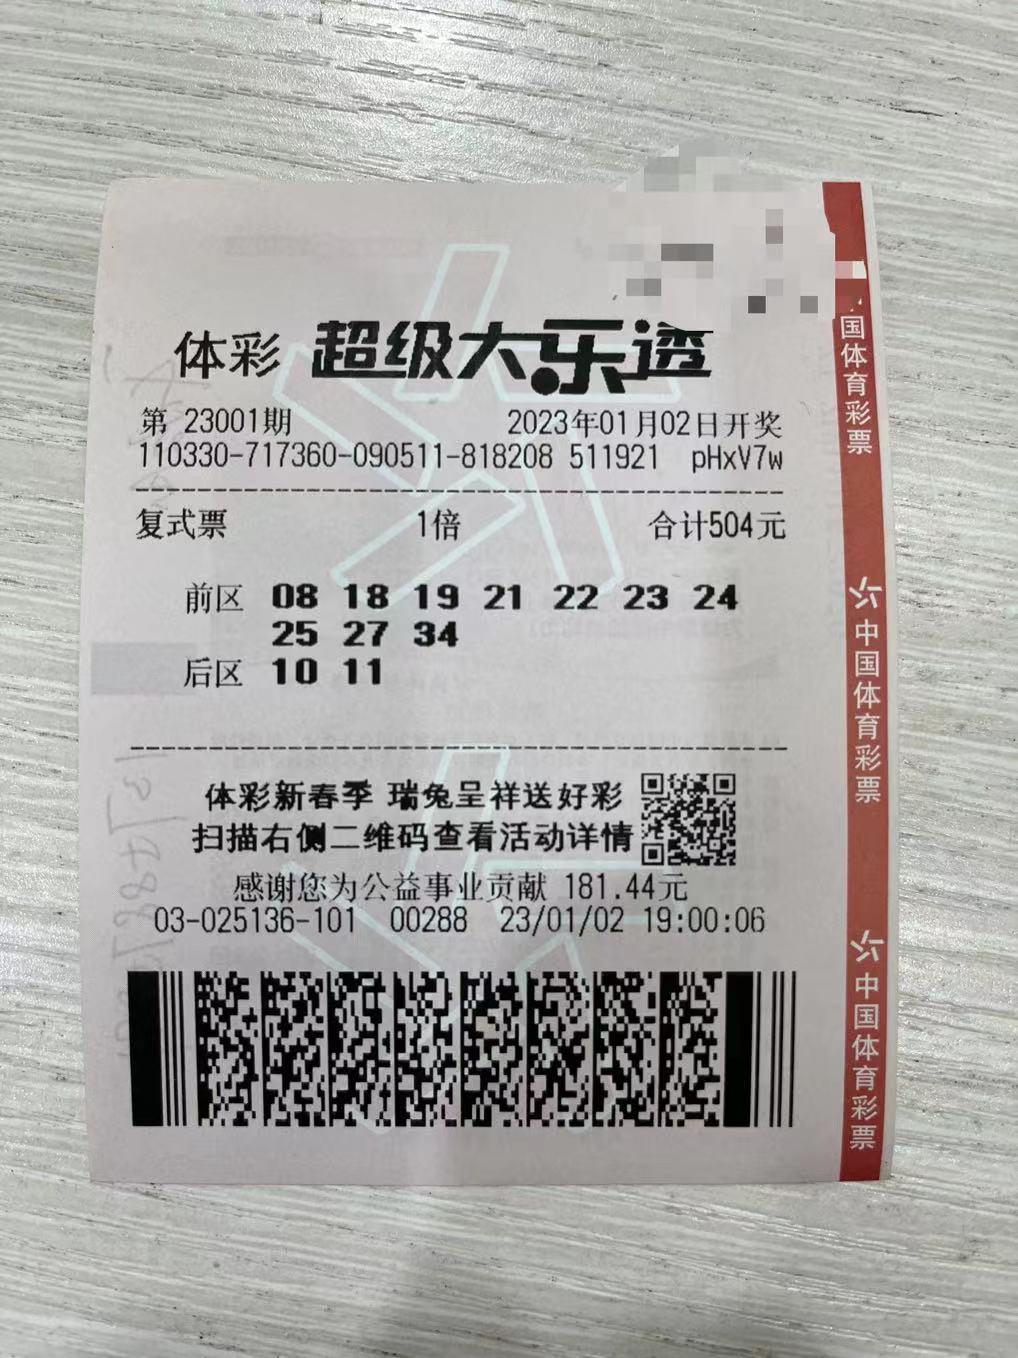 体彩 超级大乐透
第 23001期 2023年01月02日开奖
110330-717360-090511-818208 511921 pHxV7w
复式票 1倍 合计504元
前区 08 18 19 21 22 23 24
25 27 34
后区 10 11
体彩新春季 瑞兔呈祥送好彩
扫描右侧二维码查看活动详情
感谢您为公益事业贡献 181.44元
03-025136-101 00288 23/01/02 19:00:06
国体育彩票
中国体育彩票
中国体育彩票